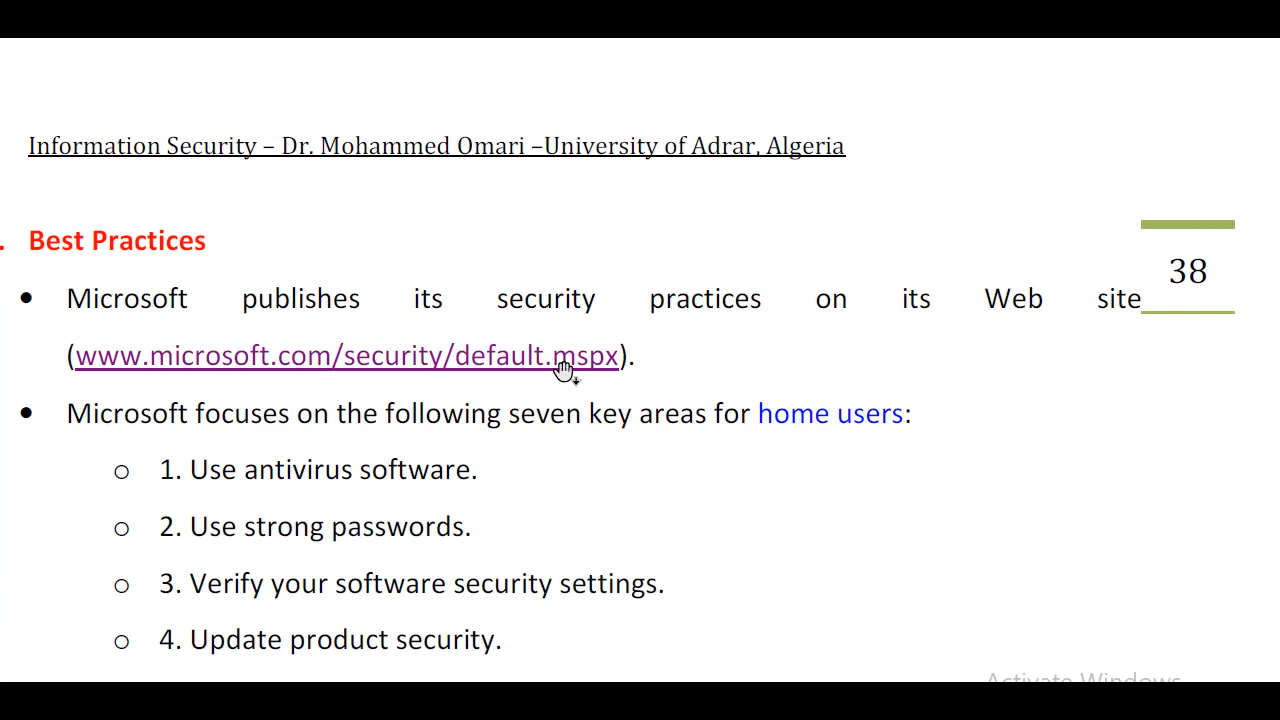 Information Security – Dr. Mohammed Omari –University of Adrar, Algeria
. Best Practices
38
• Microsoft publishes its security practices on its Web site
(www.microsoft.com/security/default.mspx).
• Microsoft focuses on the following seven key areas for home users:
o 1. Use antivirus software.
o 2. Use strong passwords.
o 3. Verify your software security settings.
o 4. Update product security.
Activate Windows